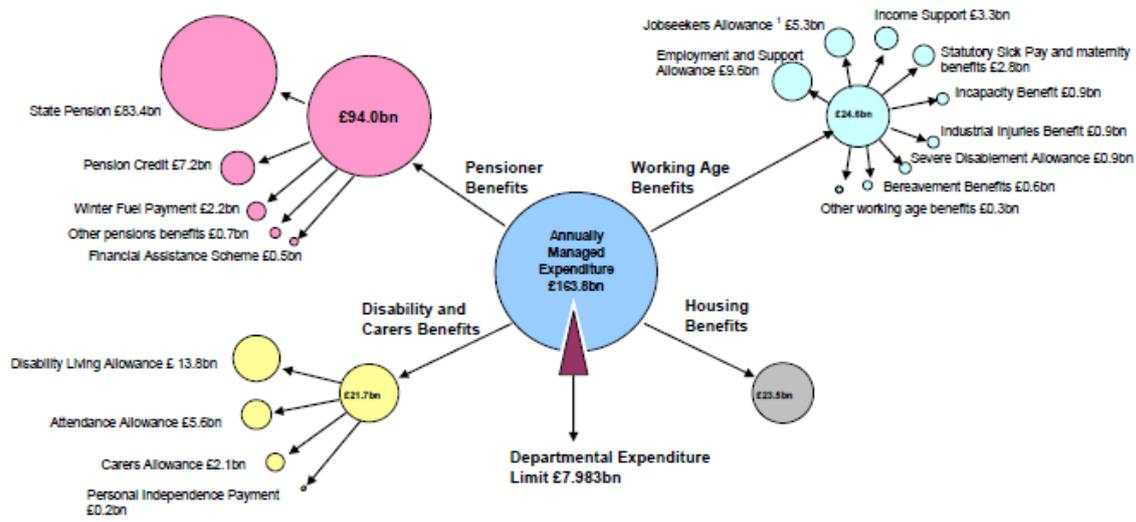 State Pension £83.4bn
£94.0bn
Pension Credit £7.2bn
Winter Fuel Payment £2.2bn
Other pensions benefits £0.7bn
Financial Assistance Scheme £0.5bn
Pensioner
Benefits
Jobseekers Allowance ¹ £5.3bn
Income Support £3.3bn
Employment and Support
Allowance £9.6bn
Statutory Sick Pay and maternity
benefits £2.8bn
£24.6bn
Incapacity Benefit £0.9bn
Industrial Injuries Benefit £0.9bn
Severe Disablement Allowance £0.9bn
Bereavement Benefits £0.6bn
Other working age benefits £0.3bn
Working Age
Benefits
Annually
Managed
Expenditure
£163.8bn
Disability and
Carers Benefits
Housing
Benefits
Disability Living Allowance £ 13.8bn
£21.7bn
£23.5bn
Attendance Allowance £5.6bn
Carers Allowance £2.1bn
Personal Independence Payment
£0.2bn
Departmental Expenditure
Limit £7.983bn